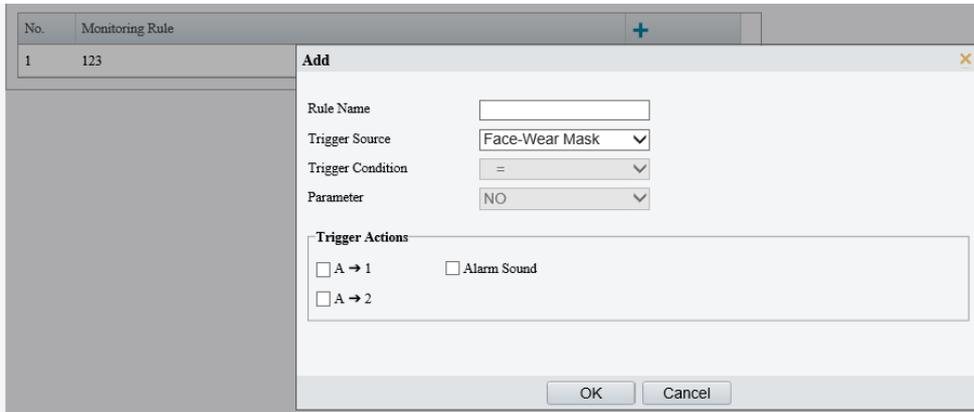 No. Monitoring Rule +
1 123
Add ×
Rule Name
Trigger Source Face-Wear Mask
Trigger Condition =
Parameter NO
Trigger Actions
A → 1 Alarm Sound
A → 2
OK Cancel